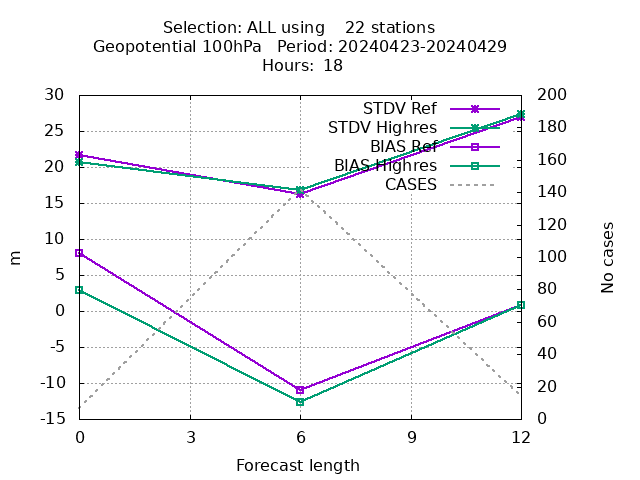 Selection: ALL using    22 stations
Geopotential 100hPa   Period: 20240423-20240429
Hours: 18
STDV Ref
STDV Highres
BIAS Ref
BIAS Highres
CASES
30
25
20
15
10
5
0
-5
-10
-15
m
200
180
160
140
120
100
80
60
40
20
0
No cases
0
3
6
9
12
Forecast length